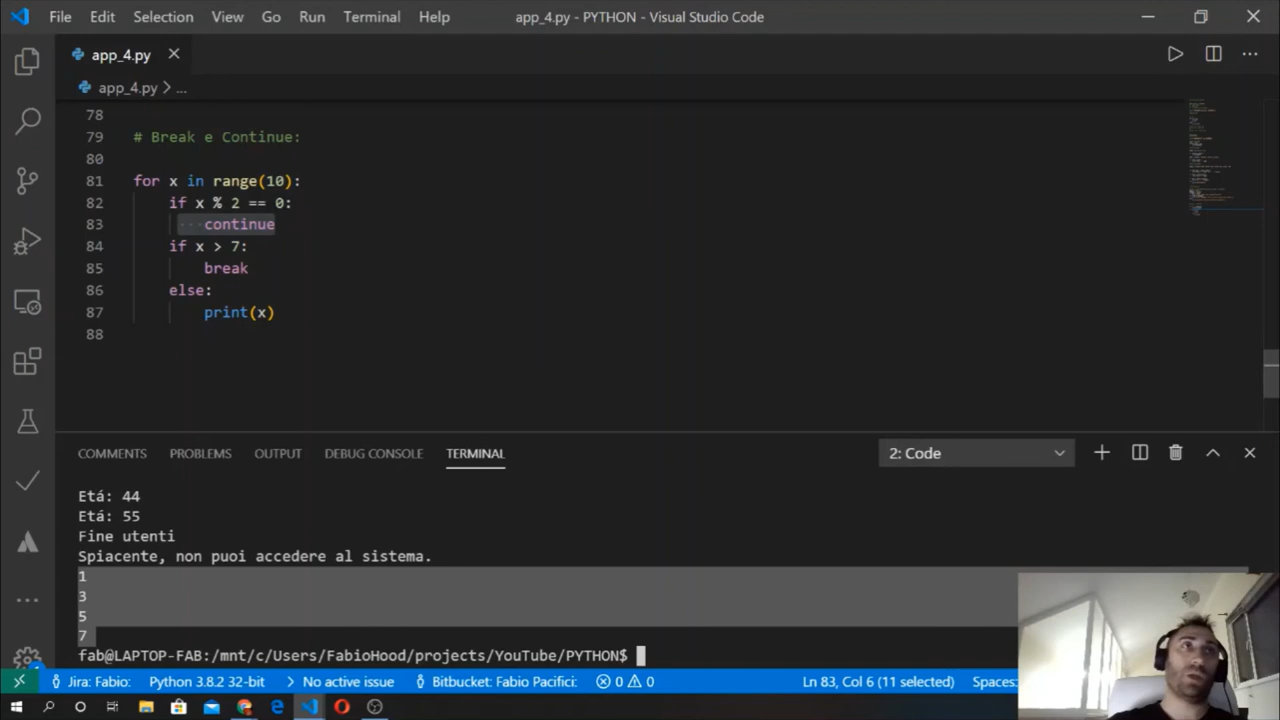 File Edit Selection View Go Run Terminal Help app_4.py - PYTHON - Visual Studio Code
app_4.py
app_4.py > ...
78
79 # Break e Continue:
80
81 for x in range(10):
82 if x % 2 == 0:
83 continue
84 if x > 7:
85 break
86 else:
87 print(x)
88
COMMENTS PROBLEMS OUTPUT DEBUG CONSOLE TERMINAL 2: Code
Etá: 44
Etá: 55
Fine utenti
Spiacente, non puoi accedere al sistema.
1
3
5
7
fab@LAPTOP-FAB:/mnt/c/Users/FabioHood/projects/YouTube/PYTHON$
Jira: Fabio: Python 3.8.2 32-bit No active issue Bitbucket: Fabio Pacifici: 0 0 Ln 83, Col 6 (11 selected) Spaces: